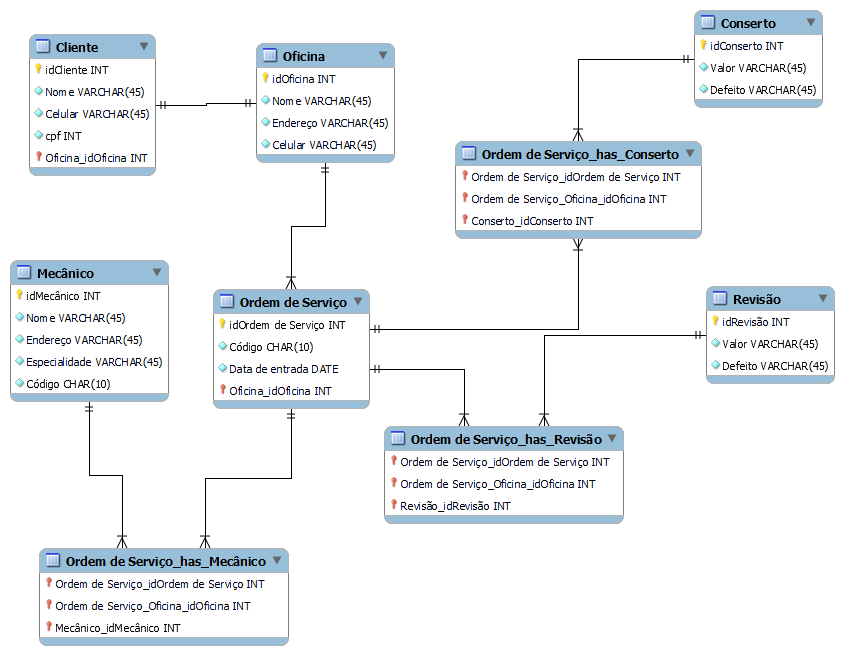 Cliente
idCliente INT
Nome VARCHAR(45)
Celular VARCHAR(45)
cpf INT
Oficina_idOficina INT
Oficina
idOficina INT
Nome VARCHAR(45)
Endereço VARCHAR(45)
Celular VARCHAR(45)
Conserto
idConserto INT
Valor VARCHAR(45)
Defeito VARCHAR(45)
Ordem de Serviço_has_Conserto
Ordem de Serviço_idOrdem de Serviço INT
Ordem de Serviço_Oficina_idOficina INT
Conserto_idConserto INT
Mecânico
idMecânico INT
Nome VARCHAR(45)
Endereço VARCHAR(45)
Especialidade VARCHAR(45)
Código CHAR(10)
Ordem de Serviço
idOrdem de Serviço INT
Código CHAR(10)
Data de entrada DATE
Oficina_idOficina INT
Revisão
idRevisão INT
Valor VARCHAR(45)
Defeito VARCHAR(45)
Ordem de Serviço_has_Revisão
Ordem de Serviço_idOrdem de Serviço INT
Ordem de Serviço_Oficina_idOficina INT
Revisão_idRevisão INT
Ordem de Serviço_has_Mecânico
Ordem de Serviço_idOrdem de Serviço INT
Ordem de Serviço_Oficina_idOficina INT
Mecânico_idMecânico INT